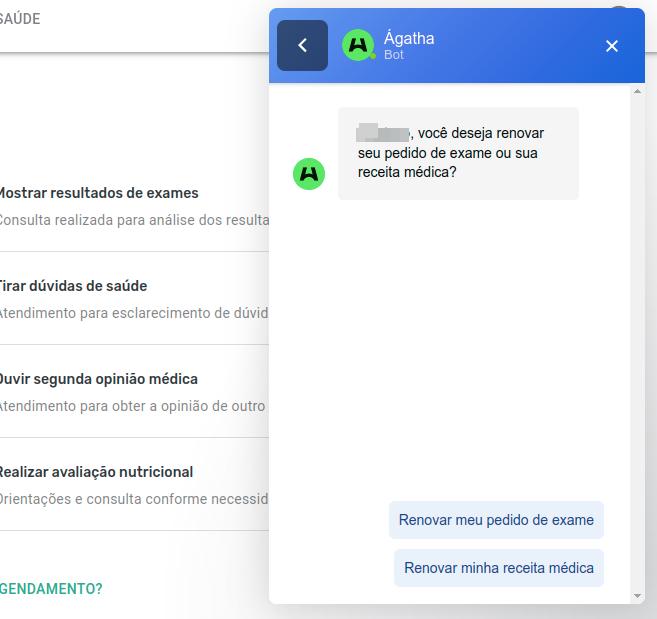 SAÚDE
Mostrar resultados de exames
Consulta realizada para análise dos resulta
Tirar dúvidas de saúde
Atendimento para esclarecimento de dúvid
Ouvir segunda opinião médica
Atendimento para obter a opinião de outro
Realizar avaliação nutricional
Orientações e consulta conforme necessid
GENDAMENTO?
Ágatha
Bot
, você deseja renovar
seu pedido de exame ou sua
receita médica?
Renovar meu pedido de exame
Renovar minha receita médica